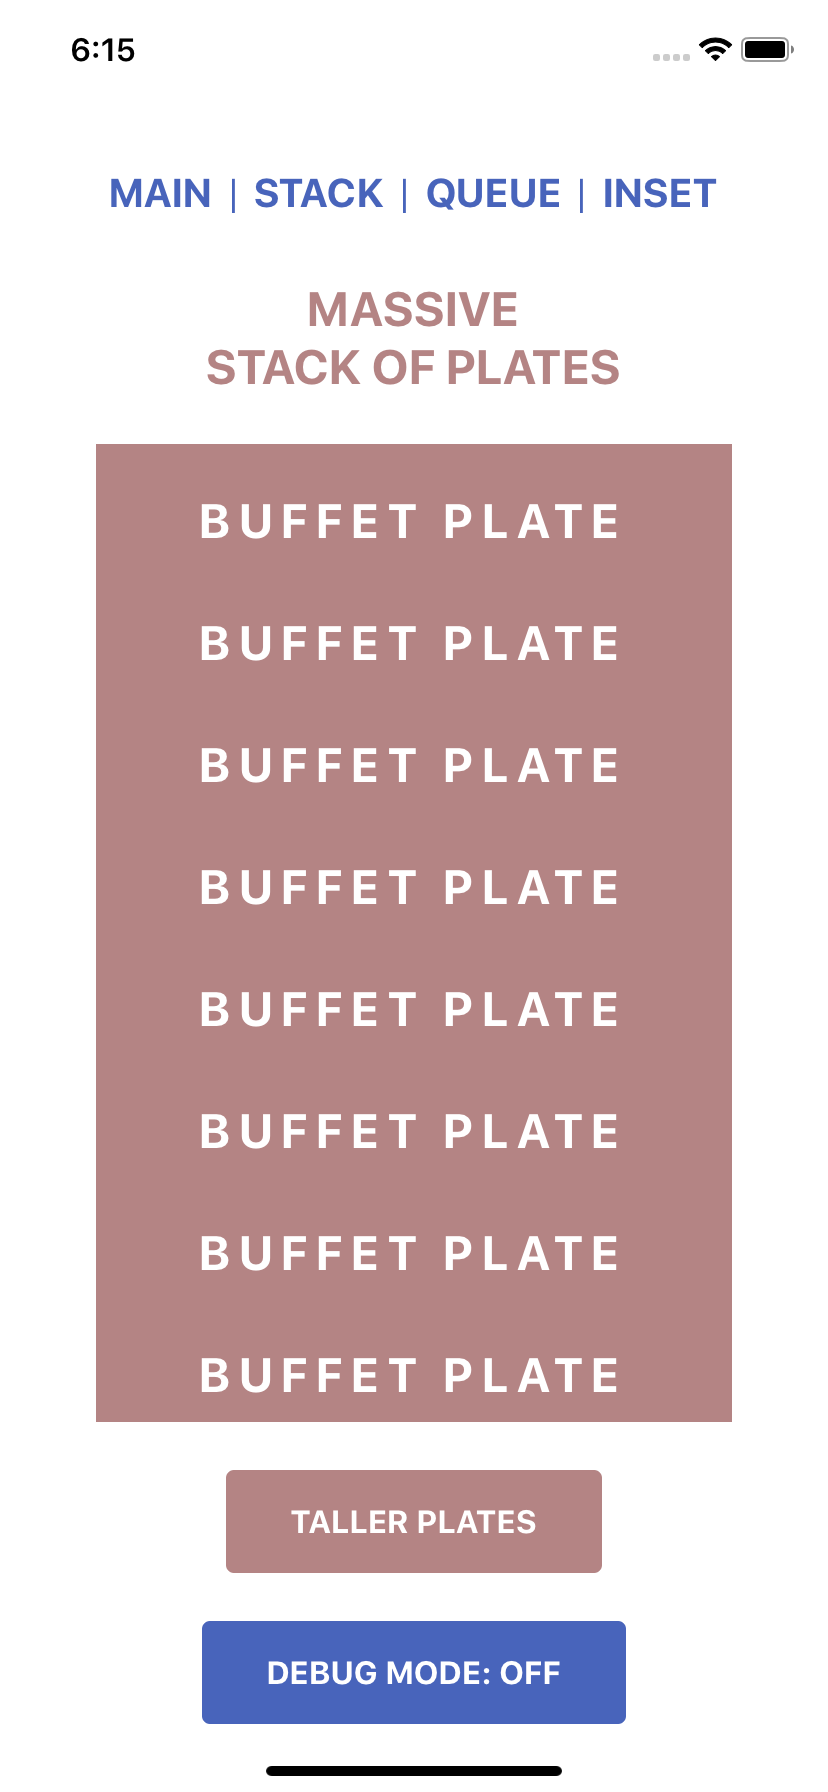 6:15
MAIN | STACK | QUEUE | INSET
MASSIVE
STACK OF PLATES
BUFFET PLATE
BUFFET PLATE
BUFFET PLATE
BUFFET PLATE
BUFFET PLATE
BUFFET PLATE
BUFFET PLATE
BUFFET PLATE
TALLER PLATES
DEBUG MODE: OFF